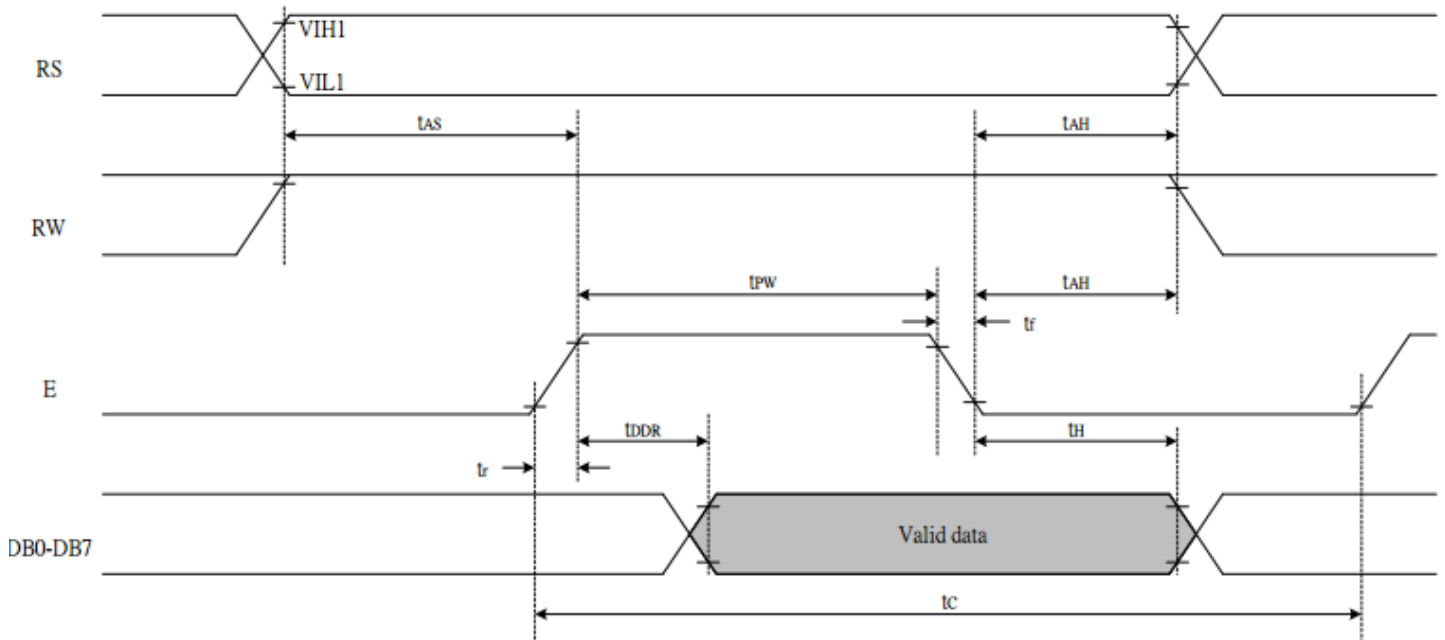 VIH1
RS
VIL1
tAS
tAH
RW
tPW
tAH
tf
E
tDDR
tH
tr
Valid data
DB0-DB7
tC